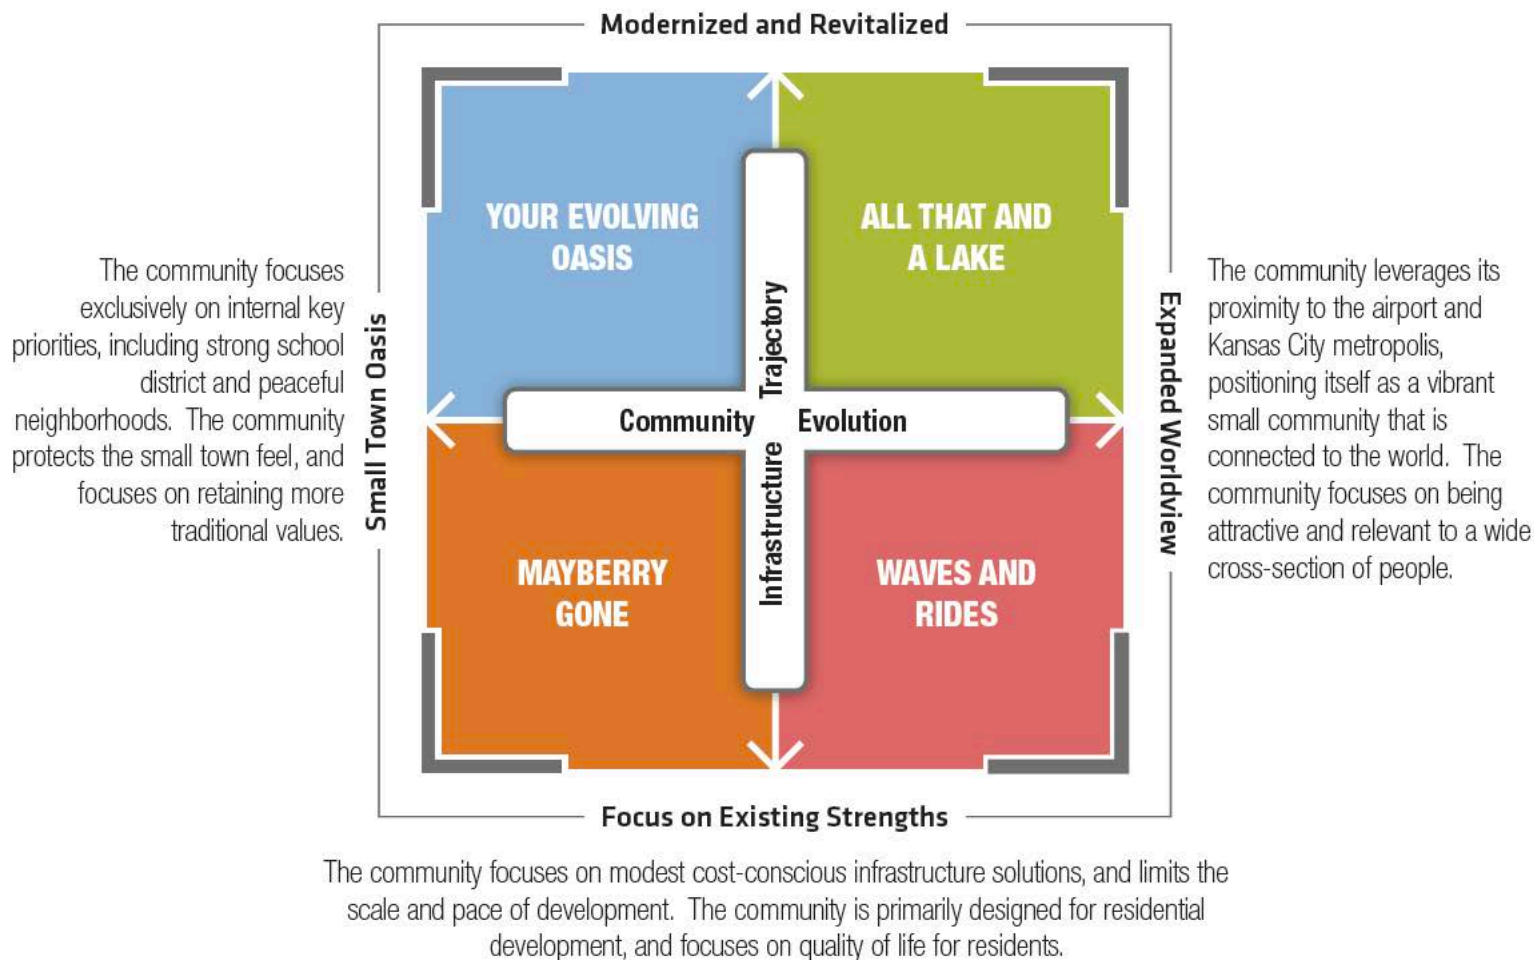 Modernized and Revitalized
YOUR EVOLVING
OASIS
ALL THAT AND
A LAKE
The community focuses
exclusively on internal key
priorities, including strong school
district and peaceful
neighborhoods.  The community
protects the small town feel, and
focuses on retaining more
traditional values.
Small Town Oasis
Community Evolution
Infrastructure Trajectory
Expanded Worldview
The community leverages its
proximity to the airport and
Kansas City metropolis,
positioning itself as a vibrant
small community that is
connected to the world.  The
community focuses on being
attractive and relevant to a wide
cross-section of people.
MAYBERRY
GONE
WAVES AND
RIDES
Focus on Existing Strengths
The community focuses on modest cost-conscious infrastructure solutions, and limits the
scale and pace of development.  The community is primarily designed for residential
development, and focuses on quality of life for residents.